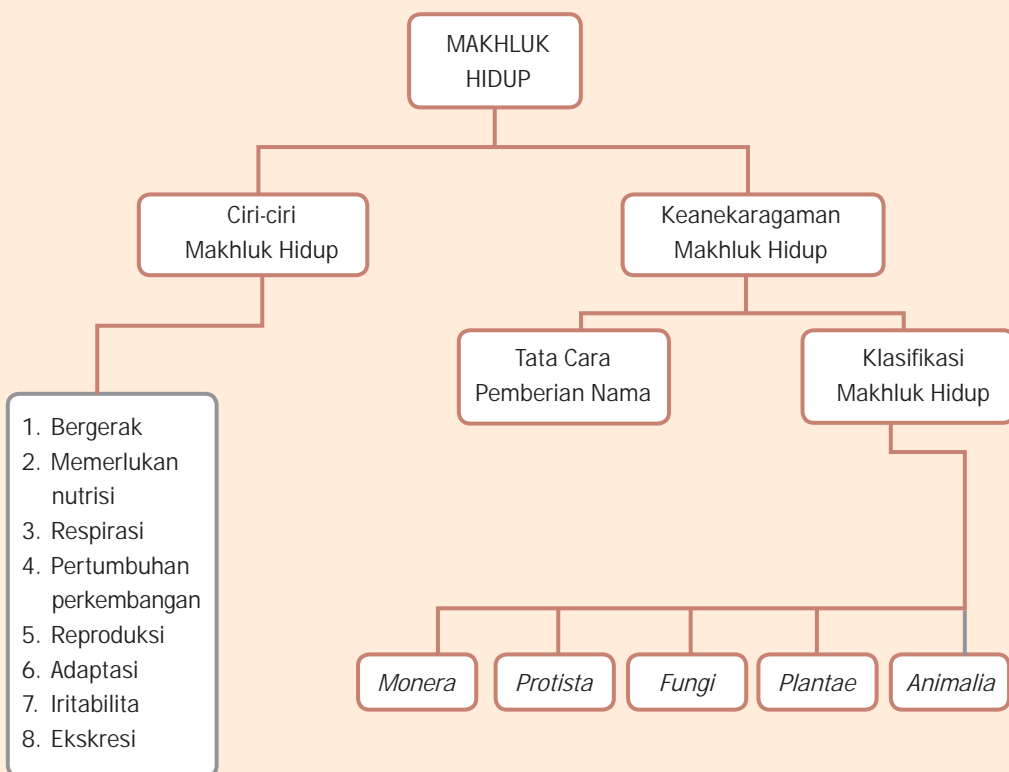 MAKHLUK
HIDUP
Ciri-ciri
Makhluk Hidup
Keanekaragaman
Makhluk Hidup
Tata Cara
Pemberian Nama
Klasifikasi
Makhluk Hidup
1. Bergerak
2. Memerlukan
nutrisi
3. Respirasi
4. Pertumbuhan
perkembangan
5. Reproduksi
6. Adaptasi
7. Iritabilita
8. Ekskresi
Monera
Protista
Fungi
Plantae
Animalia